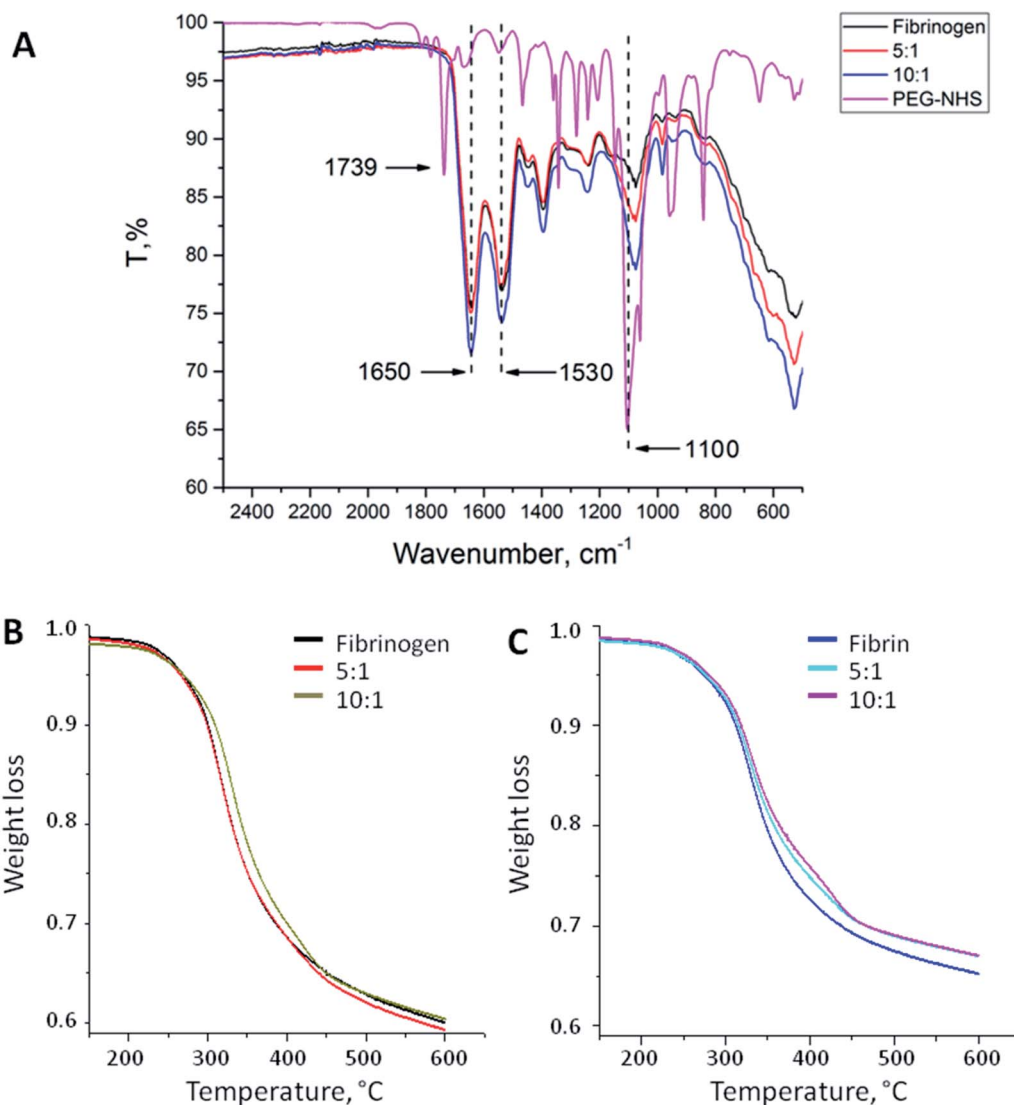 A
100
95
90
85
80
75
70
65
60
T,%
Fibrinogen
5:1
10:1
PEG-NHS
1739
1650
1530
1100
2400 2200 2000 1800 1600 1400 1200 1000 800 600
Wavenumber, cm⁻¹
B
1.0
0.9
0.8
0.7
0.6
Weight loss
Fibrinogen
5:1
10:1
200 300 400 500 600
Temperature, °C
C
1.0
0.9
0.8
0.7
0.6
Weight loss
Fibrin
5:1
10:1
200 300 400 500 600
Temperature, °C